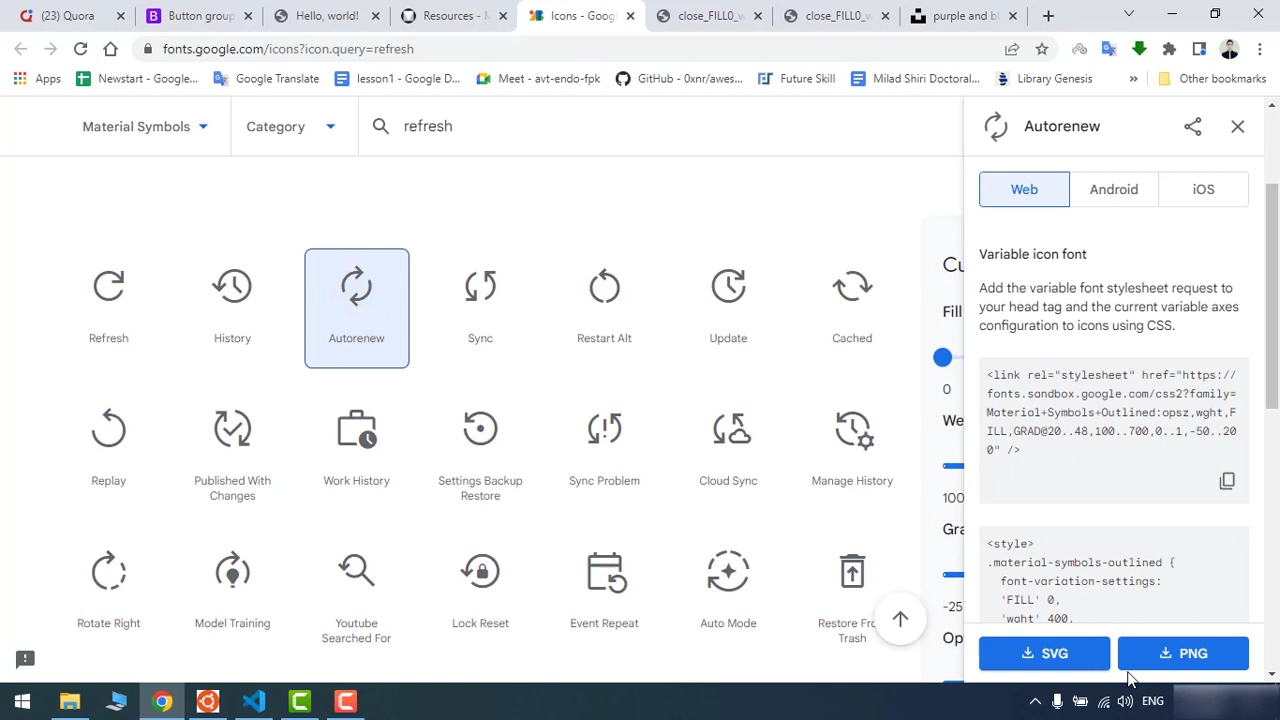 (23) Quora
Button group
Hello, world!
Resources - M
Icons - Goog
close_FILL0_w
close_FILL0_w
purple and bl
fonts.google.com/icons?icon.query=refresh
Apps
Newstart - Google...
Google Translate
lesson1 - Google D...
Meet - avt-endo-fpk
GitHub - 0xnr/awes...
Future Skill
Milad Shiri Doctoral...
Library Genesis
»
Other bookmarks
Material Symbols
Category
refresh
Autorenew
Web
Android
iOS
Variable icon font
Add the variable font stylesheet request to
your head tag and the current variable axes
configuration to icons using CSS.
<link rel="stylesheet" href="https://
fonts.sandbox.google.com/css2?family=
Material+Symbols+Outlined:opsz,wght,F
ILL,GRAD@20..48,100..700,0..1,-50..20
0" />
<style>
.material-symbols-outlined {
font-variation-settings:
'FILL' 0,
'wght' 400,
SVG
PNG
Refresh
History
Autorenew
Sync
Restart Alt
Update
Cached
Replay
Published With
Changes
Work History
Settings Backup
Restore
Sync Problem
Cloud Sync
Manage History
Rotate Right
Model Training
Youtube
Searched For
Lock Reset
Event Repeat
Auto Mode
Restore Fro
Trash
Cu
Fill
0
We
100
Gra
-25
Op
ENG